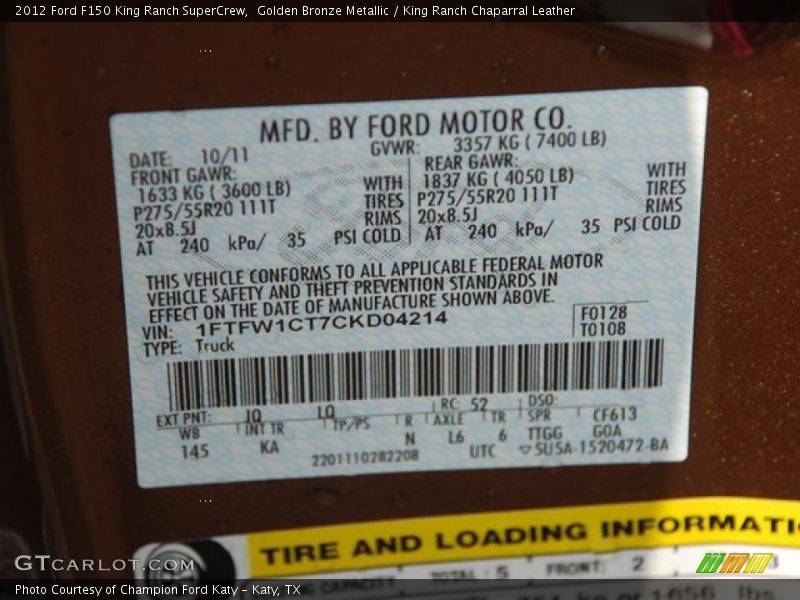 2012 Ford F150 King Ranch SuperCrew, Golden Bronze Metallic / King Ranch Chaparral Leather
MFD. BY FORD MOTOR CO.
DATE: 10/11 GVWR: 3357 KG ( 7400 LB)
FRONT GAWR: REAR GAWR:
1633 KG ( 3600 LB) WITH 1837 KG ( 4050 LB) WITH
P275/55R20 111T TIRES P275/55R20 111T TIRES
20x8.5J RIMS 20x8.5J RIMS
AT 240 kPa/ 35 PSI COLD AT 240 kPa/ 35 PSI COLD
THIS VEHICLE CONFORMS TO ALL APPLICABLE FEDERAL MOTOR
VEHICLE SAFETY AND THEFT PREVENTION STANDARDS IN
EFFECT ON THE DATE OF MANUFACTURE SHOWN ABOVE.
VIN: 1FTFW1CT7CKD04214 F0128
TYPE: Truck T0108
EXT PNT: JQ LQ RC: 52 DSO:
WB INT TR TP/PS R AXLE TR SPR CF613
145 KA N L6 6 TTGG GOA
2201110282208 UTC 5U5A-1520472-BA
TIRE AND LOADING INFORMATI
TOTAL: 5 FRONT: 2
GTCARLOT.COM
Photo Courtesy of Champion Ford Katy - Katy, TX